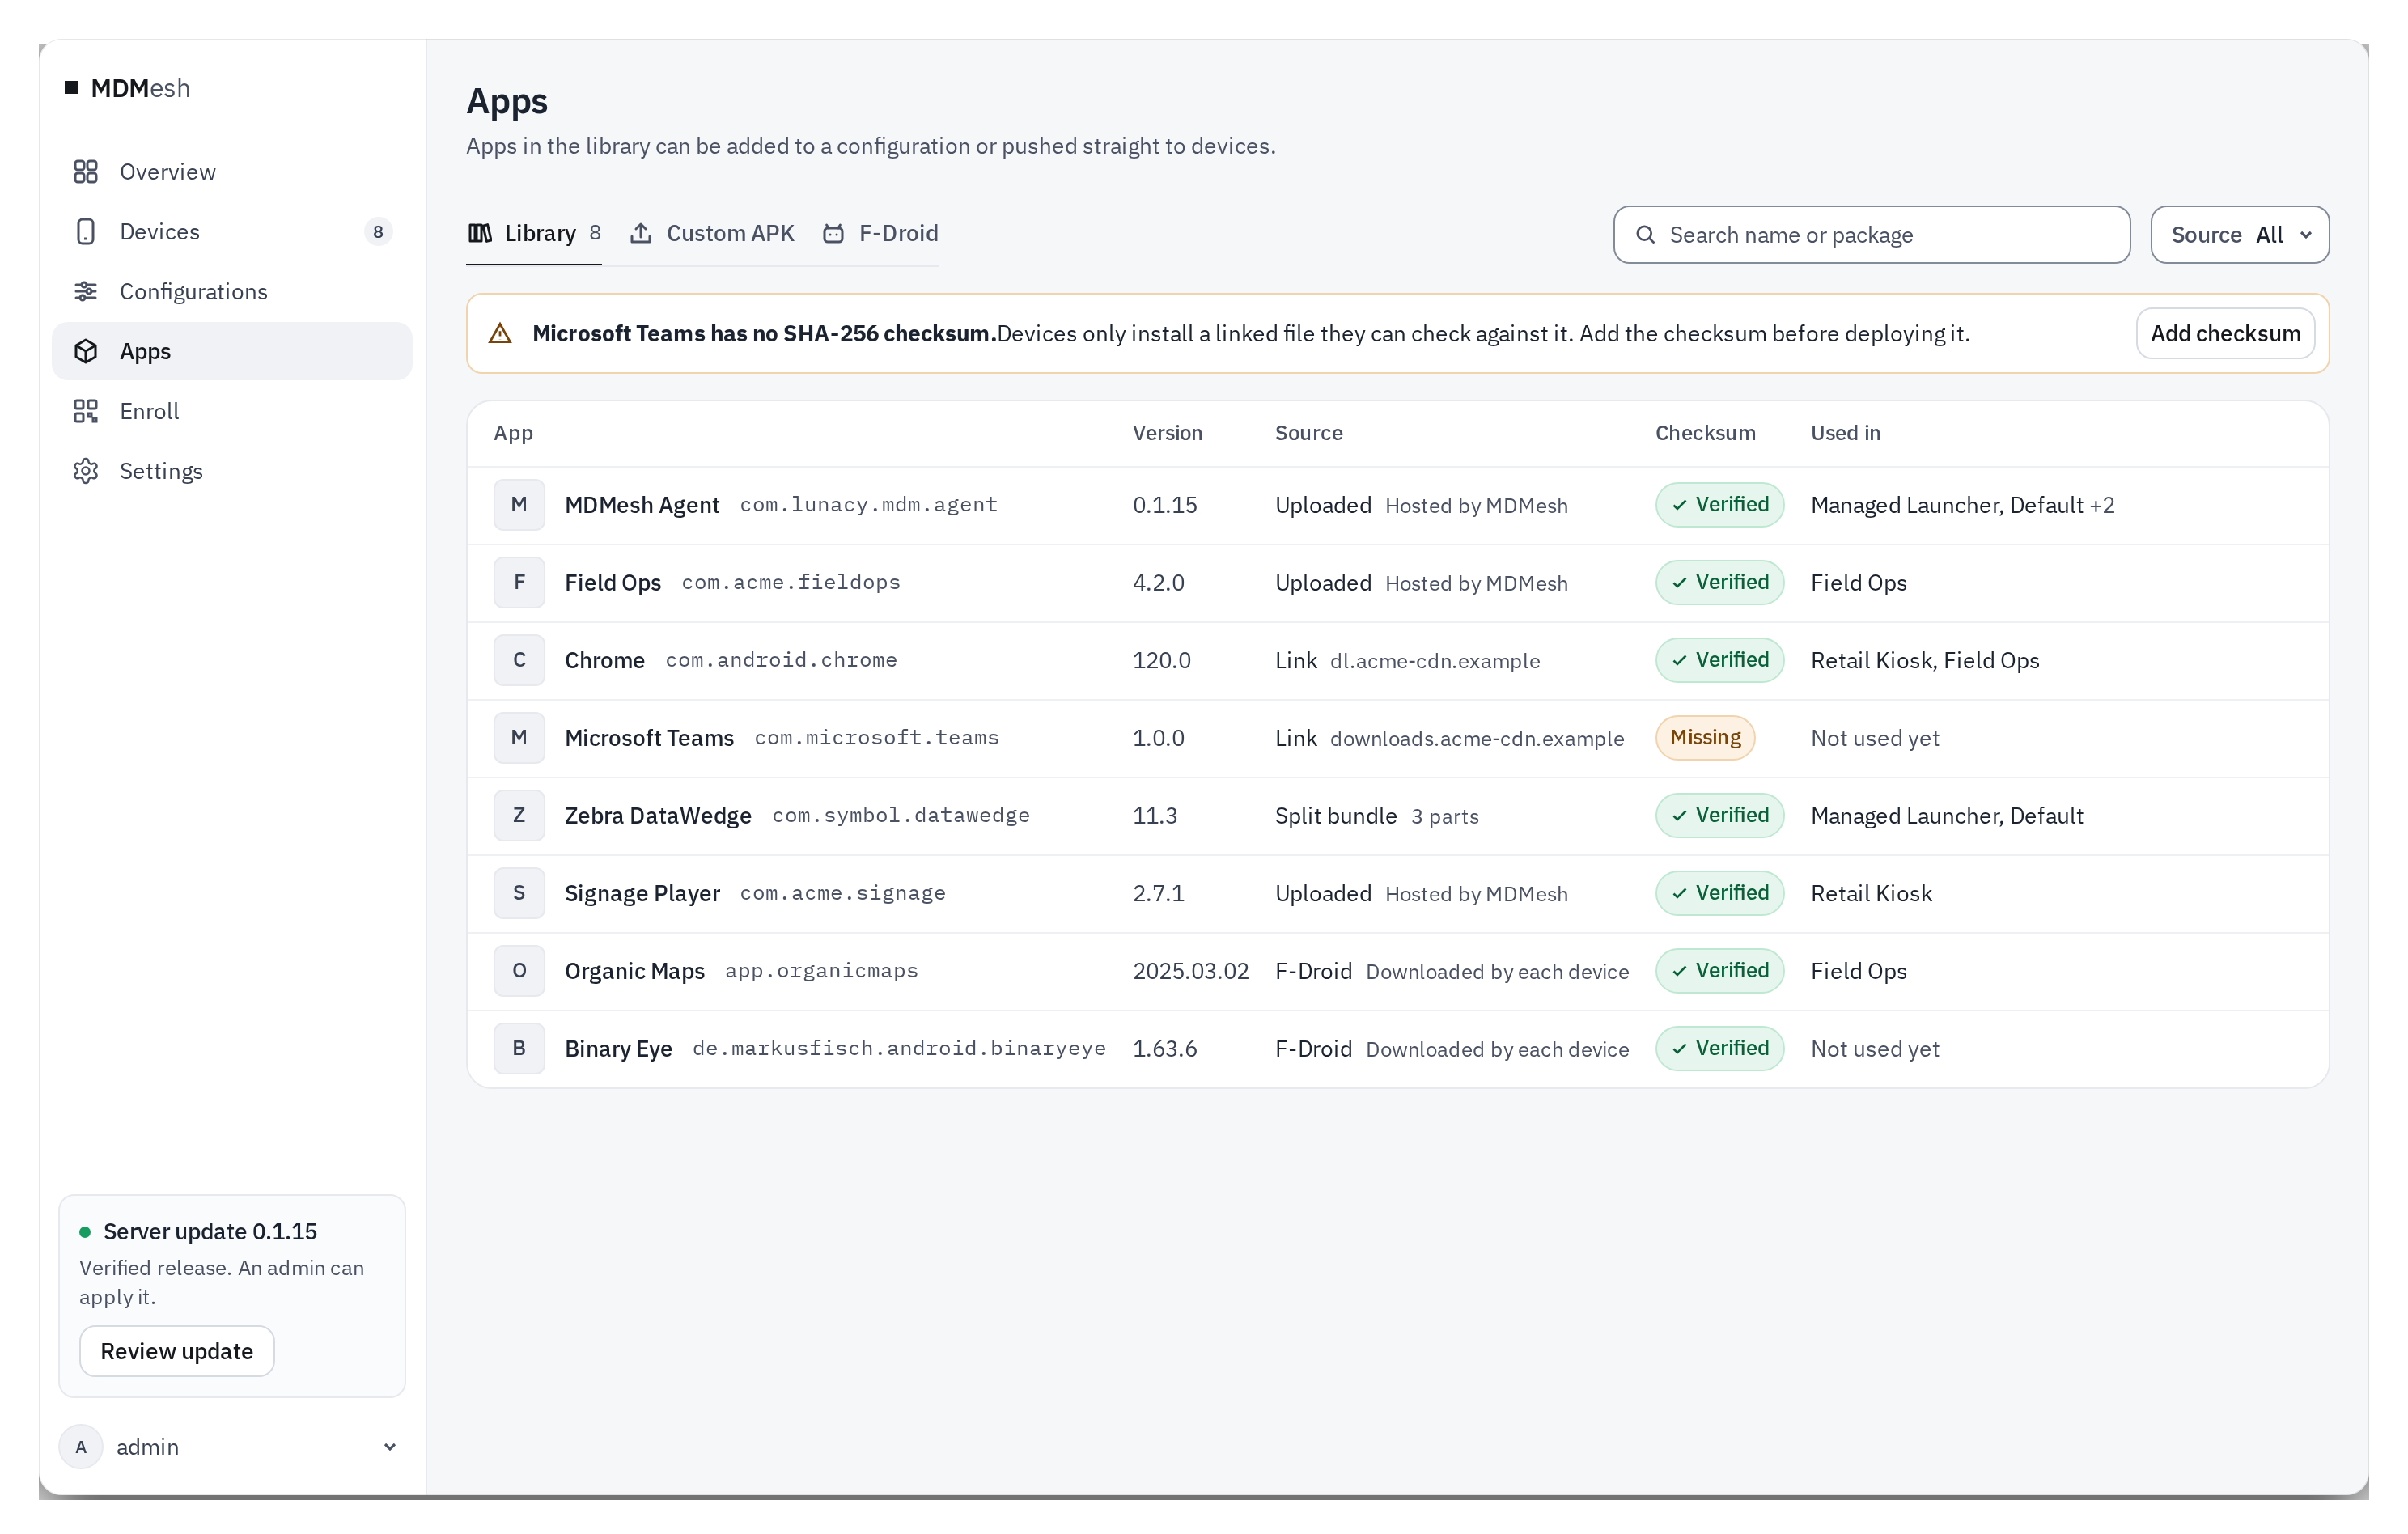 MDMesh
Overview
Devices 8
Configurations
Apps
Enroll
Settings
Server update 0.1.15
Verified release. An admin can
apply it.
Review update
A admin
Apps
Apps in the library can be added to a configuration or pushed straight to devices.
Library 8 Custom APK F-Droid
Search name or package
Source All
Microsoft Teams has no SHA-256 checksum.Devices only install a linked file they can check against it. Add the checksum before deploying it.
Add checksum
App Version Source Checksum Used in
M MDMesh Agent com.lunacy.mdm.agent 0.1.15 Uploaded Hosted by MDMesh Verified Managed Launcher, Default +2
F Field Ops com.acme.fieldops 4.2.0 Uploaded Hosted by MDMesh Verified Field Ops
C Chrome com.android.chrome 120.0 Link dl.acme-cdn.example Verified Retail Kiosk, Field Ops
M Microsoft Teams com.microsoft.teams 1.0.0 Link downloads.acme-cdn.example Missing Not used yet
Z Zebra DataWedge com.symbol.datawedge 11.3 Split bundle 3 parts Verified Managed Launcher, Default
S Signage Player com.acme.signage 2.7.1 Uploaded Hosted by MDMesh Verified Retail Kiosk
O Organic Maps app.organicmaps 2025.03.02 F-Droid Downloaded by each device Verified Field Ops
B Binary Eye de.markusfisch.android.binaryeye 1.63.6 F-Droid Downloaded by each device Verified Not used yet